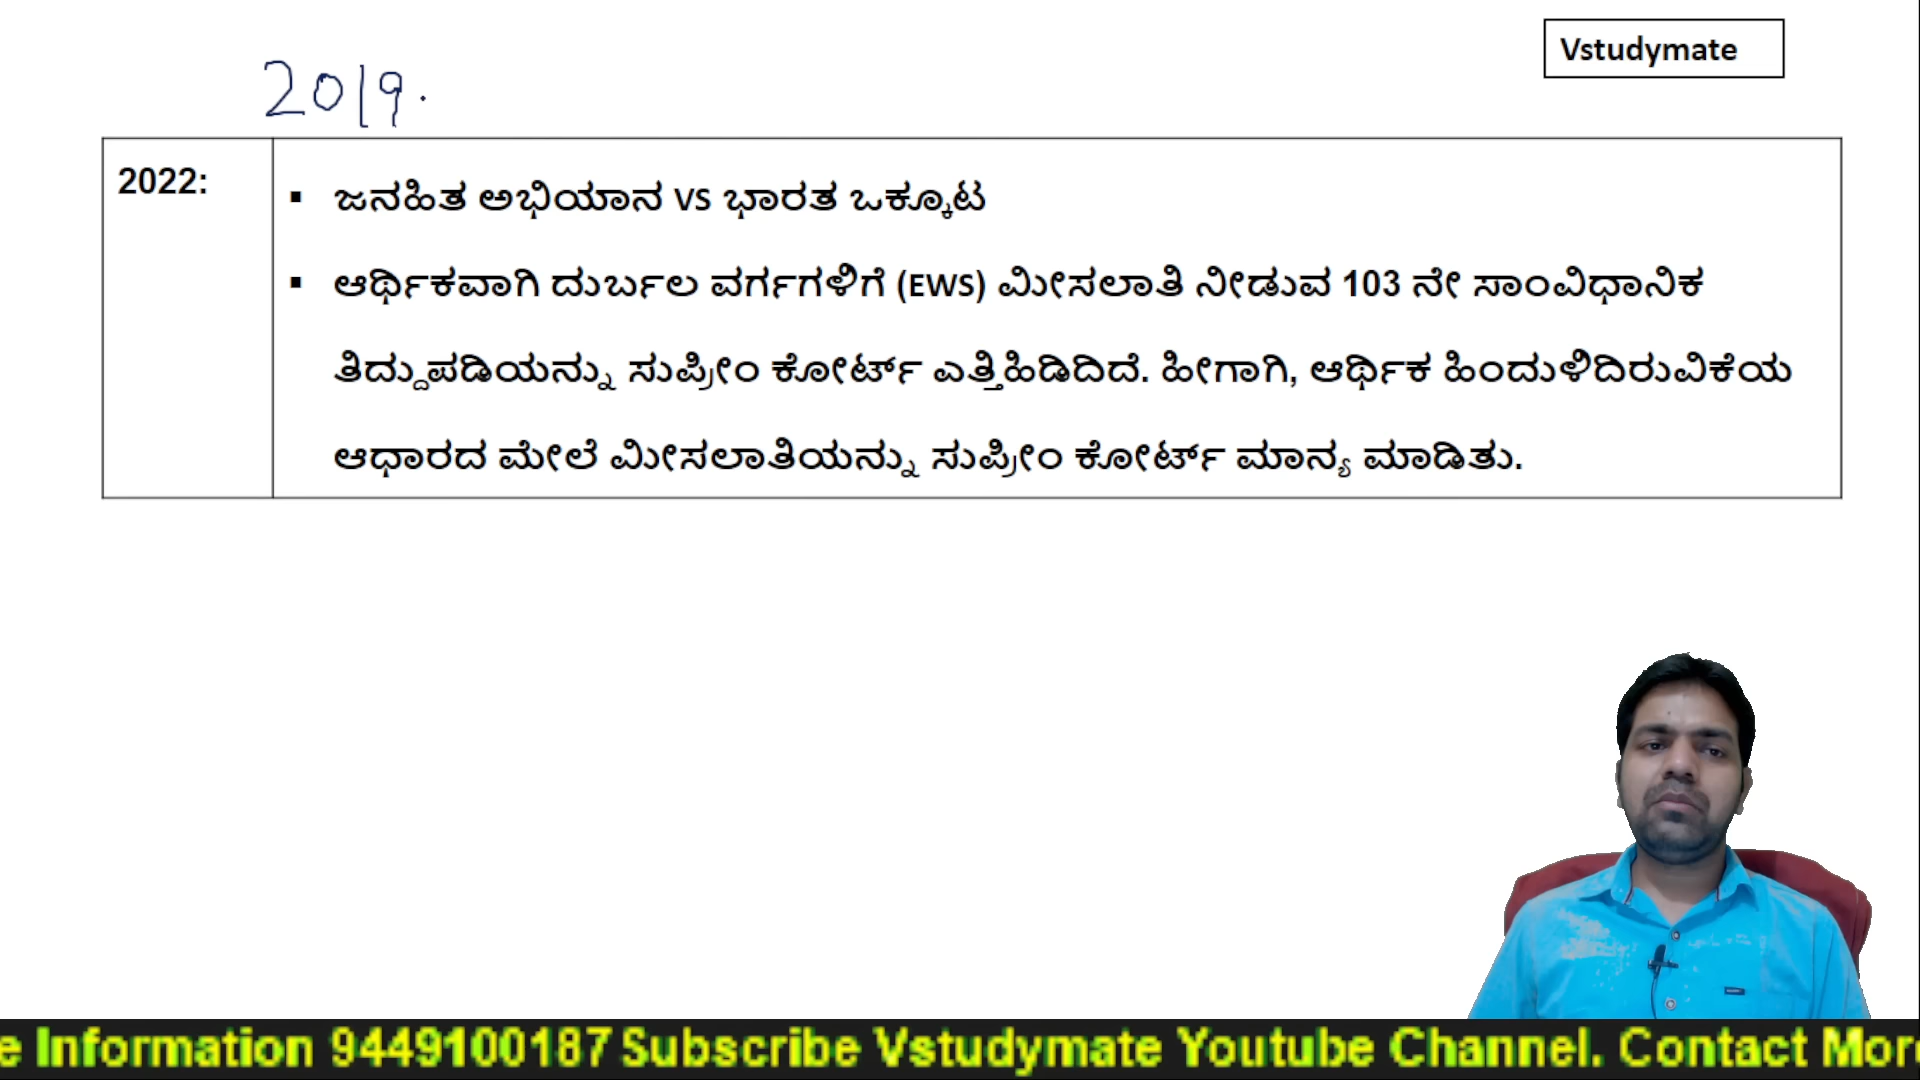 Vstudymate
2019.
2022:
▪ ಜನಹಿತ ಅಭಿಯಾನ VS ಭಾರತ ಒಕ್ಕೂಟ
▪ ಆರ್ಥಿಕವಾಗಿ ದುರ್ಬಲ ವರ್ಗಗಳಿಗೆ (EWS) ಮೀಸಲಾತಿ ನೀಡುವ 103 ನೇ ಸಾಂವಿಧಾನಿಕ
ತಿದ್ದುಪಡಿಯನ್ನು ಸುಪ್ರೀಂ ಕೋರ್ಟ್ ಎತ್ತಿಹಿಡಿದಿದೆ. ಹೀಗಾಗಿ, ಆರ್ಥಿಕ ಹಿಂದುಳಿದಿರುವಿಕೆಯ
ಆಧಾರದ ಮೇಲೆ ಮೀಸಲಾತಿಯನ್ನು ಸುಪ್ರೀಂ ಕೋರ್ಟ್ ಮಾನ್ಯ ಮಾಡಿತು.
e Information 9449100187 Subscribe Vstudymate Youtube Channel. Contact Mor